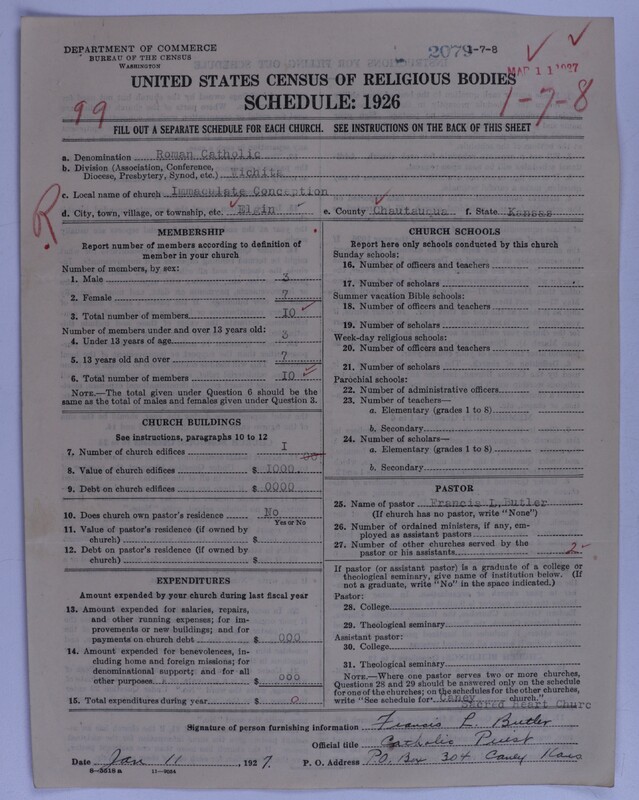 DEPARTMENT OF COMMERCE
BUREAU OF THE CENSUS
WASHINGTON
2079 1-7-8
MAR 11 1927
UNITED STATES CENSUS OF RELIGIOUS BODIES
SCHEDULE: 1926
99
1-7-8
FILL OUT A SEPARATE SCHEDULE FOR EACH CHURCH. SEE INSTRUCTIONS ON THE BACK OF THIS SHEET
a. Denomination Roman Catholic
b. Division (Association, Conference, Diocese, Presbytery, Synod, etc.) Wichita
c. Local name of church Immaculate Conception
R
d. City, town, village, or township, etc. Elgin e. County Chautauqua f. State Kansas
MEMBERSHIP
Report number of members according to definition of
member in your church
Number of members, by sex:
1. Male 3
2. Female 7
3. Total number of members 10
Number of members under and over 13 years old:
4. Under 13 years of age 3
5. 13 years old and over 7
6. Total number of members 10
NOTE.—The total given under Question 6 should be
same as the total of males and females given under Question 3.
CHURCH BUILDINGS
See instructions, paragraphs 10 to 12
7. Number of church edifices I
8. Value of church edifices $ 1000. 00
9. Debt on church edifices $ 0000
10. Does church own pastor's residence No
Yes or No
11. Value of pastor's residence (if owned by
church) $
12. Debt on pastor's residence (if owned by
church) $
EXPENDITURES
Amount expended by your church during last fiscal year
13. Amount expended for salaries, repairs,
and other running expenses; for im-
provements or new buildings; and for
payments on church debt $ 000
14. Amount expended for benevolences, in-
cluding home and foreign missions; for
denominational support; and for all
other purposes $ 000
15. Total expenditures during year $ 0
CHURCH SCHOOLS
Report here only schools conducted by this church
Sunday schools:
16. Number of officers and teachers
17. Number of scholars
Summer vacation Bible schools:
18. Number of officers and teachers
19. Number of scholars
Week-day religious schools:
20. Number of officers and teachers
21. Number of scholars
Parochial schools:
22. Number of administrative officers
23. Number of teachers—
a. Elementary (grades 1 to 8)
b. Secondary
24. Number of scholars—
a. Elementary (grades 1 to 8)
b. Secondary
PASTOR
25. Name of pastor Francis L. Butler
(If church has no pastor, write "None")
26. Number of ordained ministers, if any, em-
ployed as assistant pastors
27. Number of other churches served by the
pastor or his assistants 2
If pastor (or assistant pastor) is a graduate of a college or
theological seminary, give name of institution below. (If
not a graduate, write "No" in the space indicated.)
Pastor:
28. College
29. Theological seminary
Assistant pastor:
30. College
31. Theological seminary
NOTE.—Where one pastor serves two or more churches,
Questions 28 and 29 should be answered only on the schedule
for one of the churches; on the schedules for the other churches,
write "See schedule for Caney church."
Sacred Heart Churc
Signature of person furnishing information Francis L. Butler
Official title Catholic Priest
Date Jan 11, 1927. P. O. Address P.O. Box 304 Caney Kans
8—5618 a 11—9054